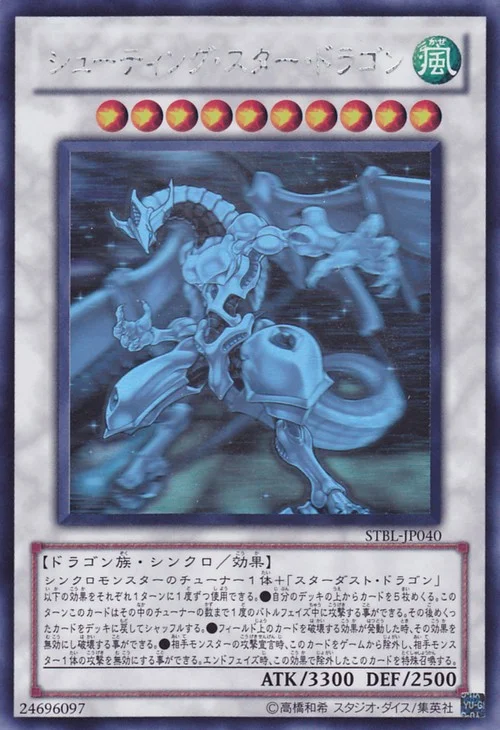 シューティング・スター・ドラゴン
かぜ
風
STBL-JP040
【ドラゴン族・シンクロ／効果】
シンクロモンスターのチューナー１体＋「スターダスト・ドラゴン」
以下の効果をそれぞれ１ターンに１度ずつ使用できる。●自分のデッキの上からカードを５枚めくる。この
ターンこのカードはその中のチューナーの数まで１度のバトルフェイズ中に攻撃する事ができる。その後めくっ
たカードをデッキに戻してシャッフルする。●フィールド上のカードを破壊する効果が発動した時、その効果を
無効にし破壊する事ができる。●相手モンスターの攻撃宣言時、このカードをゲームから除外し、相手モンス
ター１体の攻撃を無効にする事ができる。エンドフェイズ時、この効果で除外したこのカードを特殊召喚する。
ATK/3300 DEF/2500
24696097
©高橋和希 スタジオ・ダイス/集英社